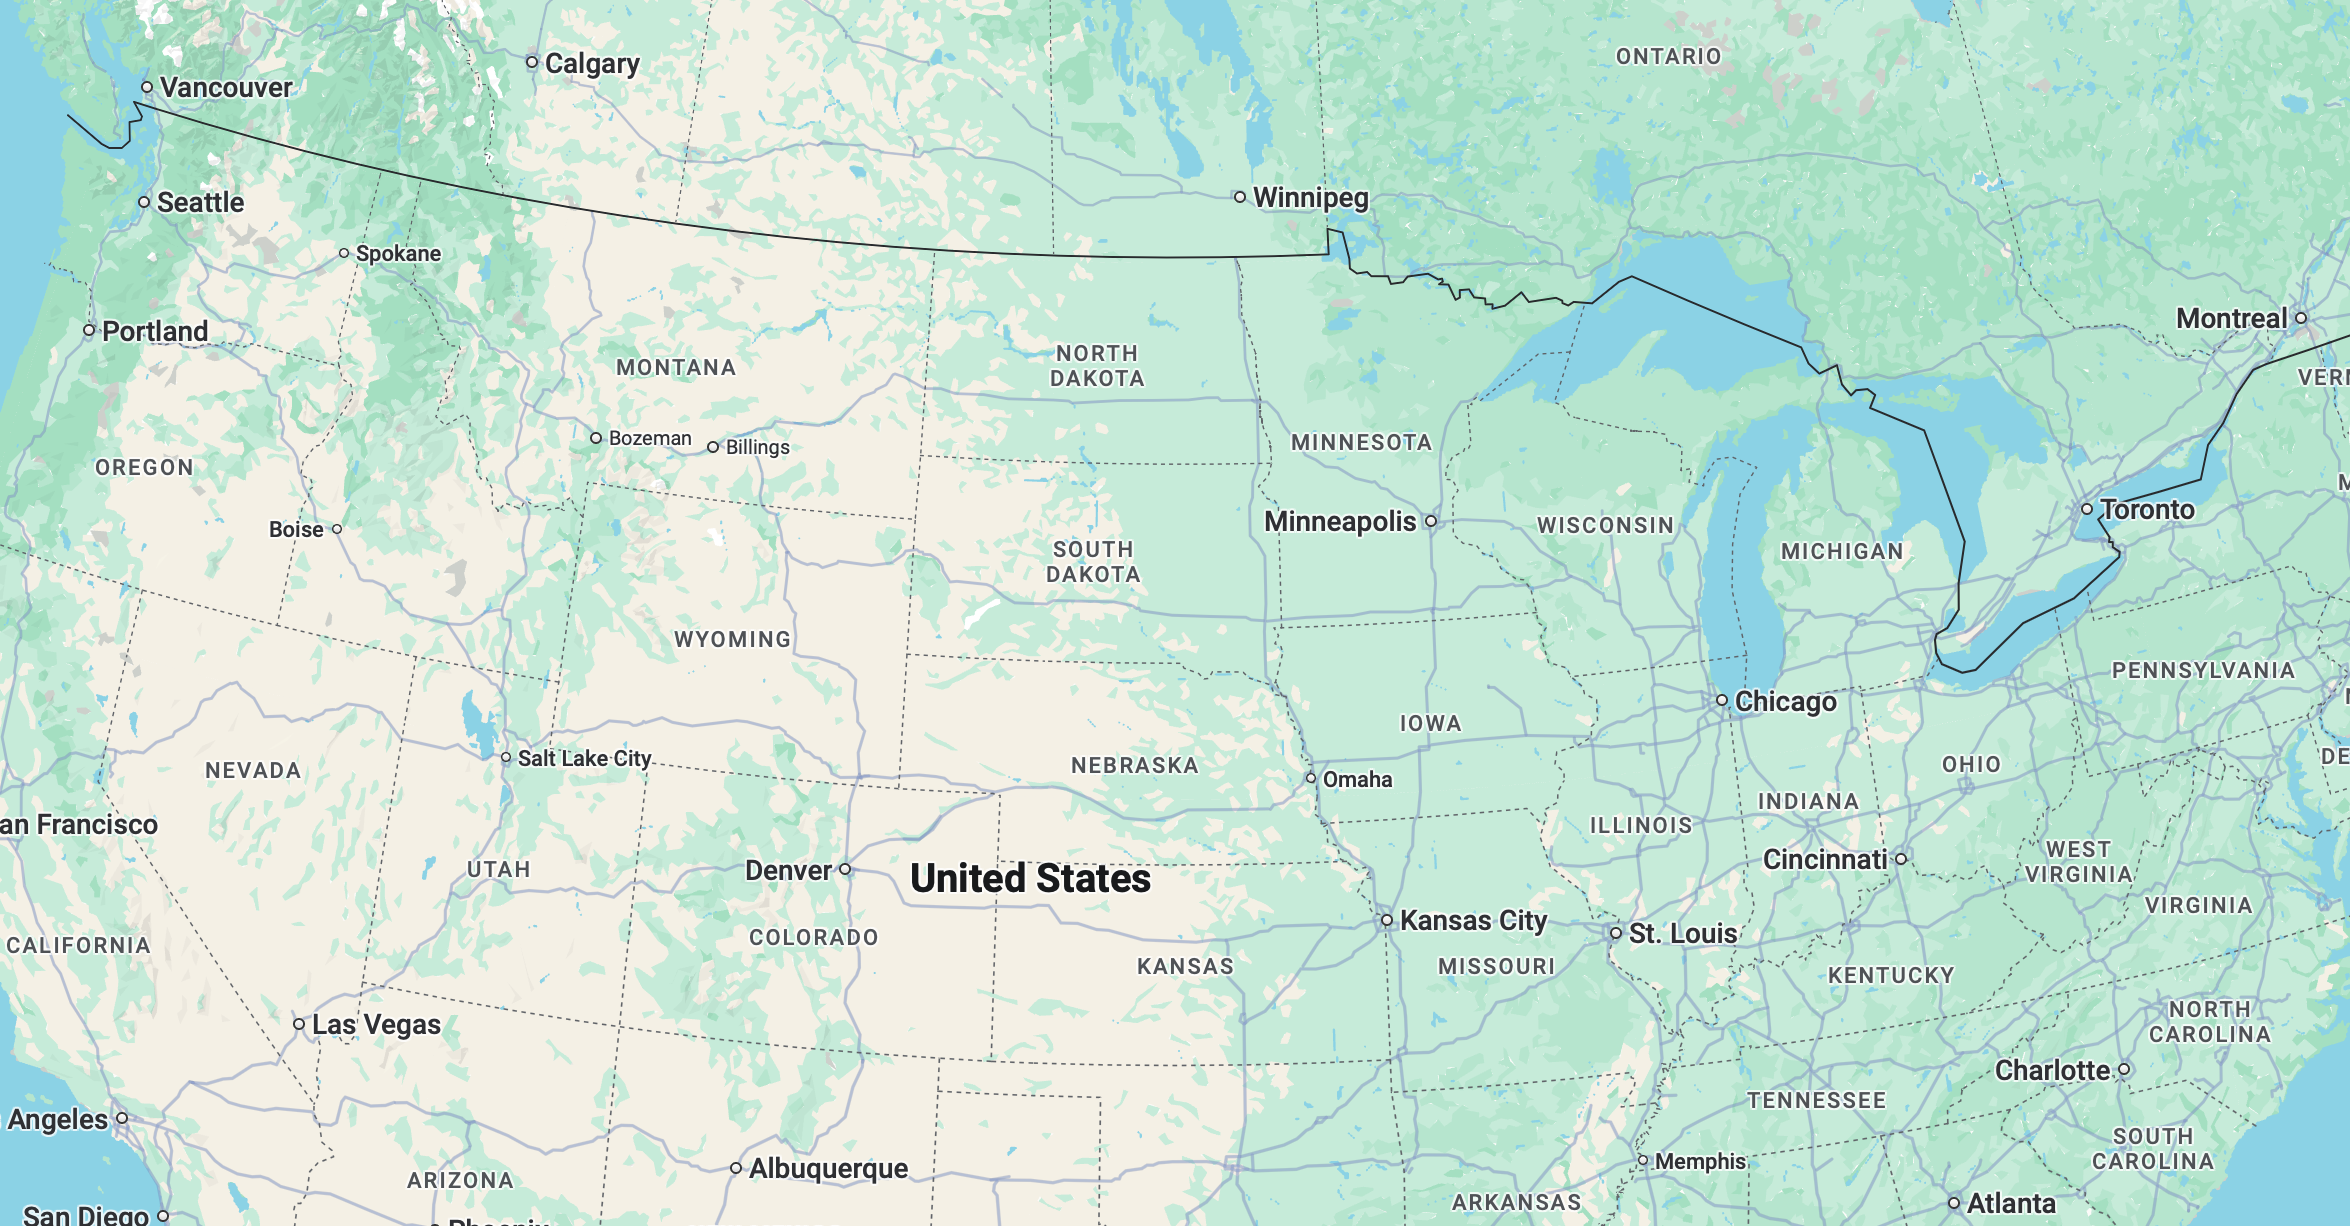 ONTARIO
Calgary
Vancouver
Winnipeg
Seattle
Spokane
Montreal
Portland
NORTH
DAKOTA
MONTANA
VERN
Bozeman
Billings
MINNESOTA
OREGON
M
Toronto
Minneapolis
WISCONSIN
Boise
SOUTH
DAKOTA
MICHIGAN
WYOMING
PENNSYLVANIA
N
Chicago
IOWA
Salt Lake City
DE
NEVADA
NEBRASKA
OHIO
Omaha
INDIANA
an Francisco
ILLINOIS
Cincinnati
WEST
VIRGINIA
UTAH
Denver
United States
VIRGINIA
Kansas City
St. Louis
COLORADO
CALIFORNIA
KANSAS
MISSOURI
KENTUCKY
NORTH
CAROLINA
Las Vegas
Charlotte
TENNESSEE
Angeles
SOUTH
CAROLINA
Memphis
Albuquerque
ARIZONA
ARKANSAS
Atlanta
San Diego
Phoenix